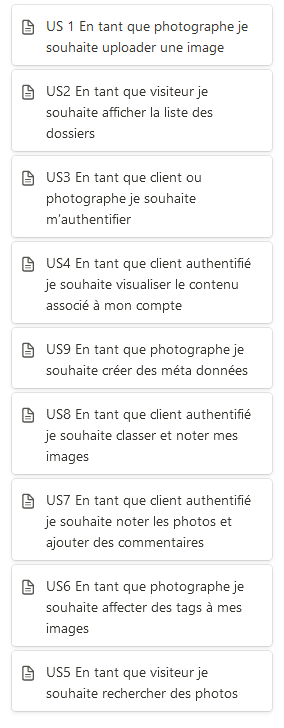 US 1 En tant que photographe je
souhaite uploader une image
US2 En tant que visiteur je
souhaite afficher la liste des
dossiers
US3 En tant que client ou
photographe je souhaite
m'authentifier
US4 En tant que client authentifié
je souhaite visualiser le contenu
associé à mon compte
US9 En tant que photographe je
souhaite créer des méta données
US8 En tant que client authentifié
je souhaite classer et noter mes
images
US7 En tant que client authentifié
je souhaite noter les photos et
ajouter des commentaires
US6 En tant que photographe je
souhaite affecter des tags à mes
images
US5 En tant que visiteur je
souhaite rechercher des photos